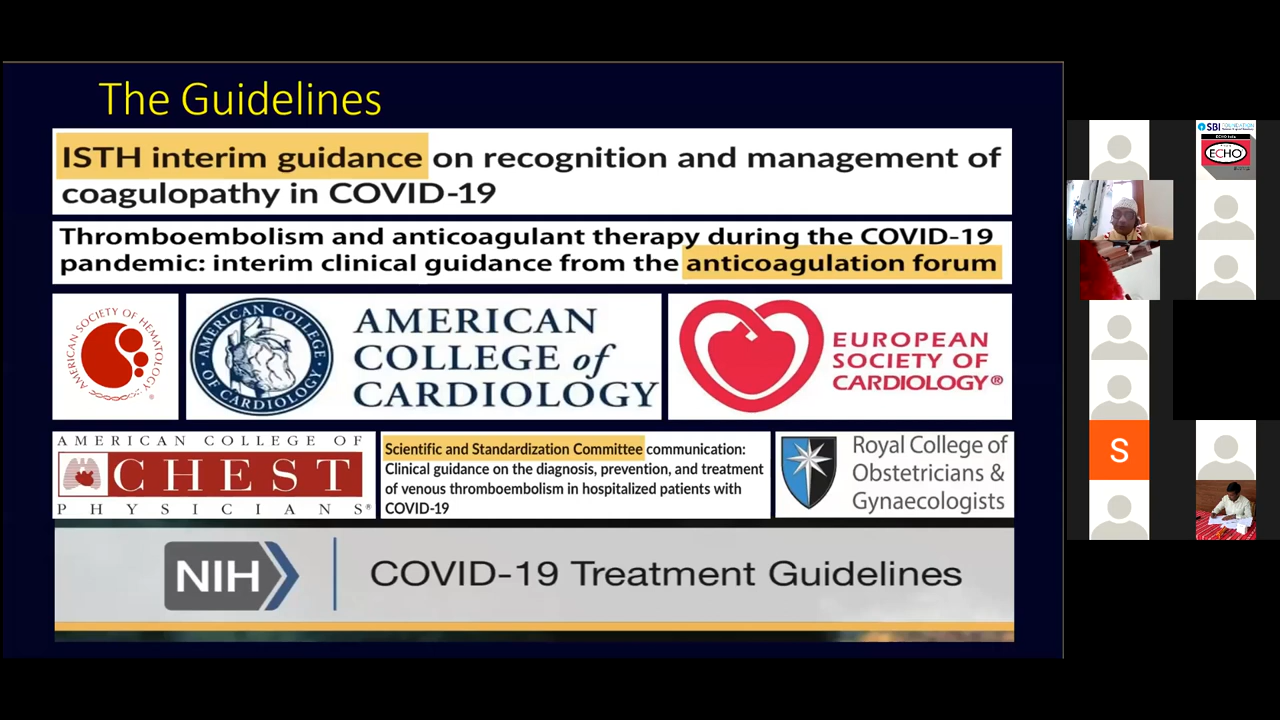 The Guidelines
ISTH interim guidance on recognition and management of
coagulopathy in COVID-19
Thromboembolism and anticoagulant therapy during the COVID-19
pandemic: interim clinical guidance from the anticoagulation forum
AMERICAN SOCIETY OF HEMATOLOGY
AMERICAN COLLEGE OF CARDIOLOGY
AMERICAN
COLLEGE of
CARDIOLOGY
EUROPEAN
SOCIETY OF
CARDIOLOGY®
AMERICAN COLLEGE OF
CHEST
PHYSICIANS®
Scientific and Standardization Committee communication:
Clinical guidance on the diagnosis, prevention, and treatment
of venous thromboembolism in hospitalized patients with
COVID-19
Royal College of
Obstetricians &
Gynaecologists
NIH
COVID-19 Treatment Guidelines
SBI
ECHO
S